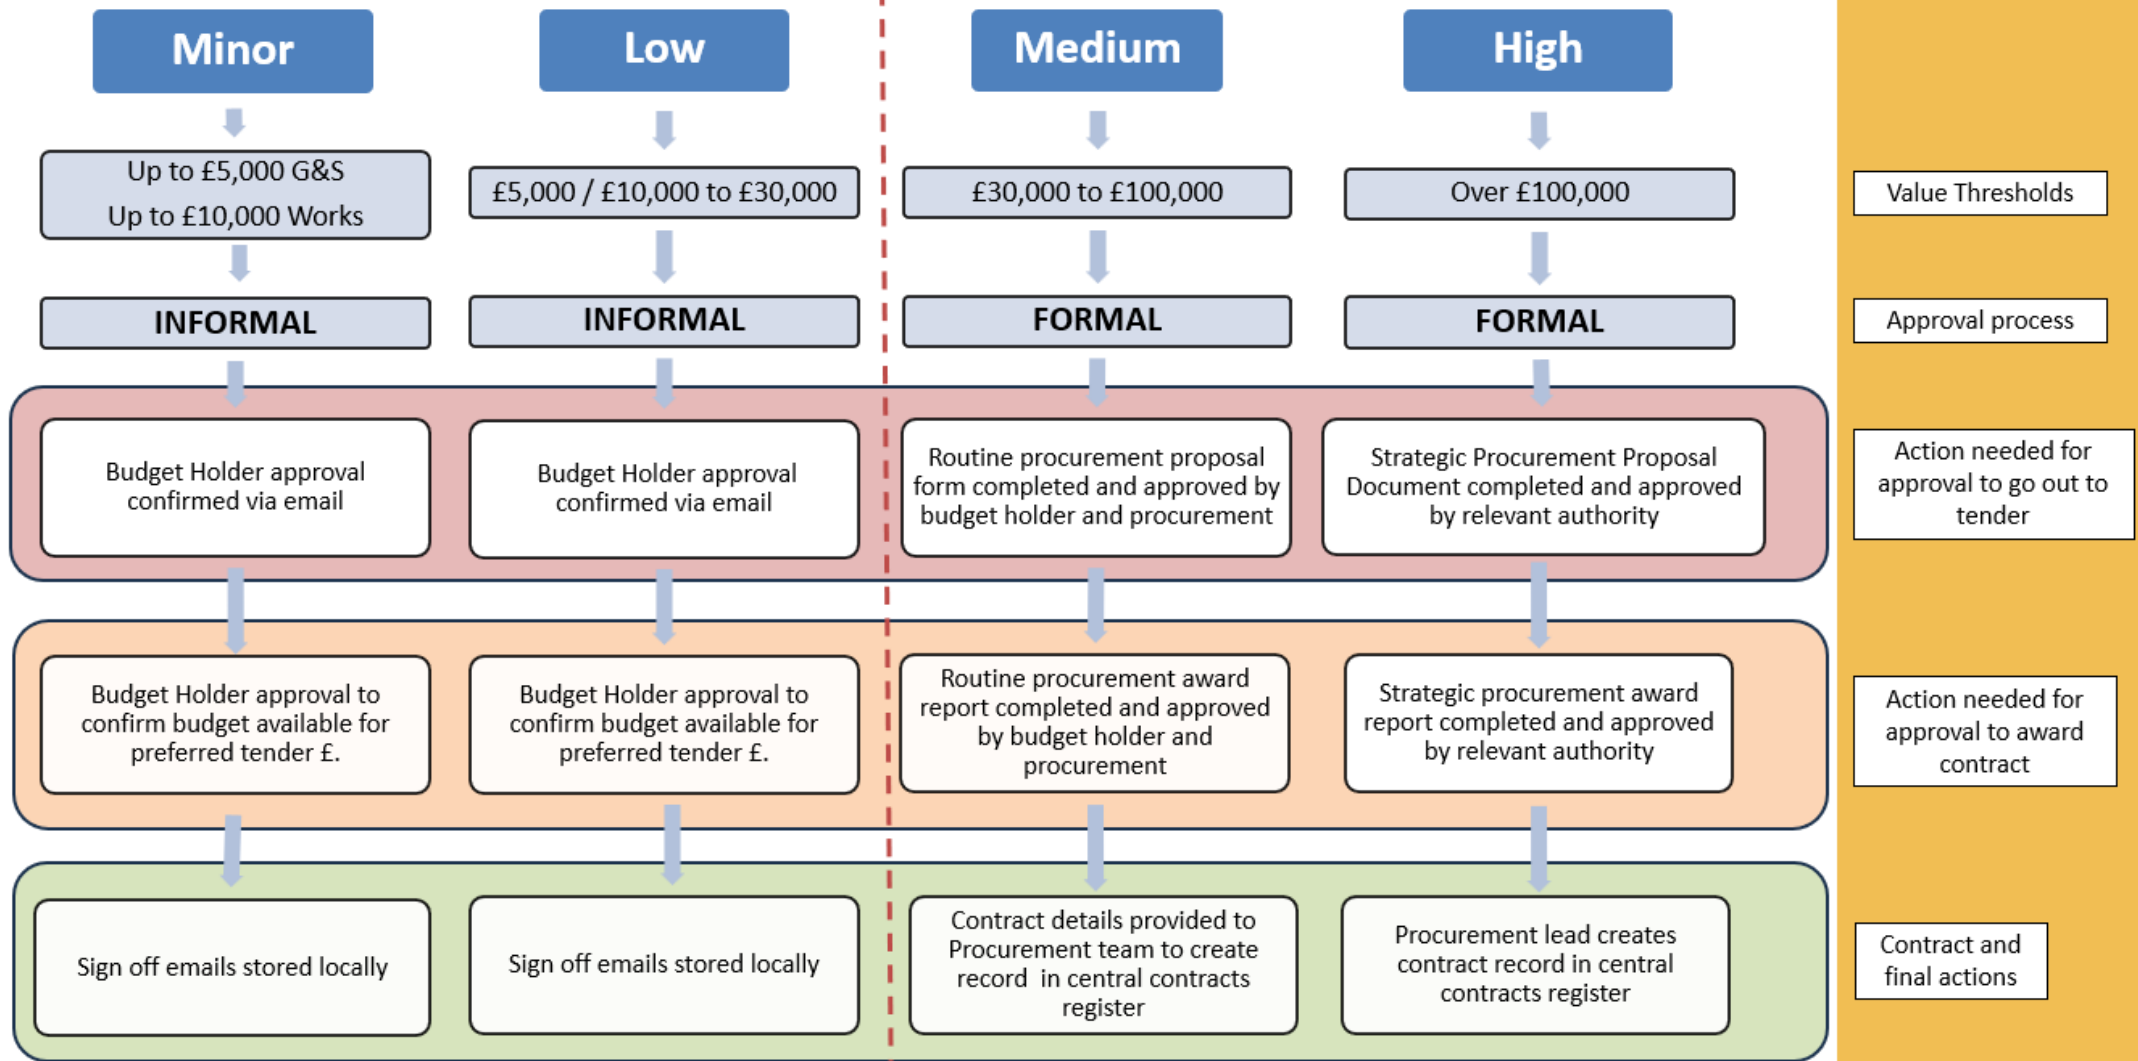 Minor
Low
Medium
High
Up to £5,000 G&S
Up to £10,000 Works
£5,000 / £10,000 to £30,000
£30,000 to £100,000
Over £100,000
Value Thresholds
INFORMAL
INFORMAL
FORMAL
FORMAL
Approval process
Budget Holder approval
confirmed via email
Budget Holder approval
confirmed via email
Routine procurement proposal
form completed and approved by
budget holder and procurement
Strategic Procurement Proposal
Document completed and approved
by relevant authority
Action needed for
approval to go out to
tender
Budget Holder approval to
confirm budget available for
preferred tender £.
Budget Holder approval to
confirm budget available for
preferred tender £.
Routine procurement award
report completed and approved
by budget holder and
procurement
Strategic procurement award
report completed and approved
by relevant authority
Action needed for
approval to award
contract
Sign off emails stored locally
Sign off emails stored locally
Contract details provided to
Procurement team to create
record  in central contracts
register
Procurement lead creates
contract record in central
contracts register
Contract and
final actions